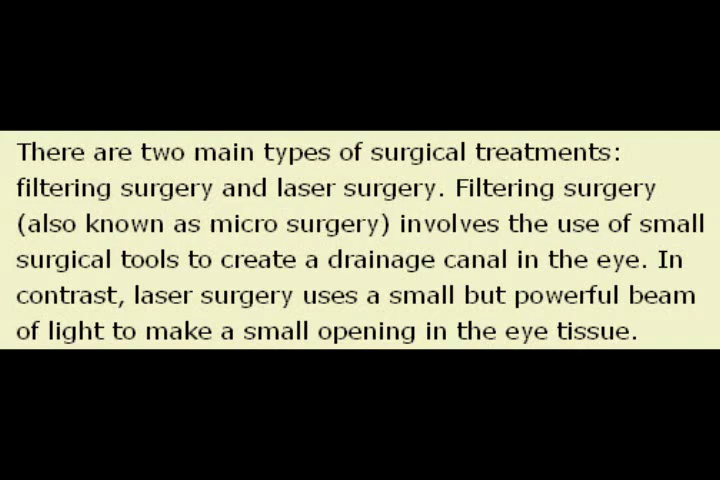 There are two main types of surgical treatments:
filtering surgery and laser surgery. Filtering surgery
(also known as micro surgery) involves the use of small
surgical tools to create a drainage canal in the eye. In
contrast, laser surgery uses a small but powerful beam
of light to make a small opening in the eye tissue.